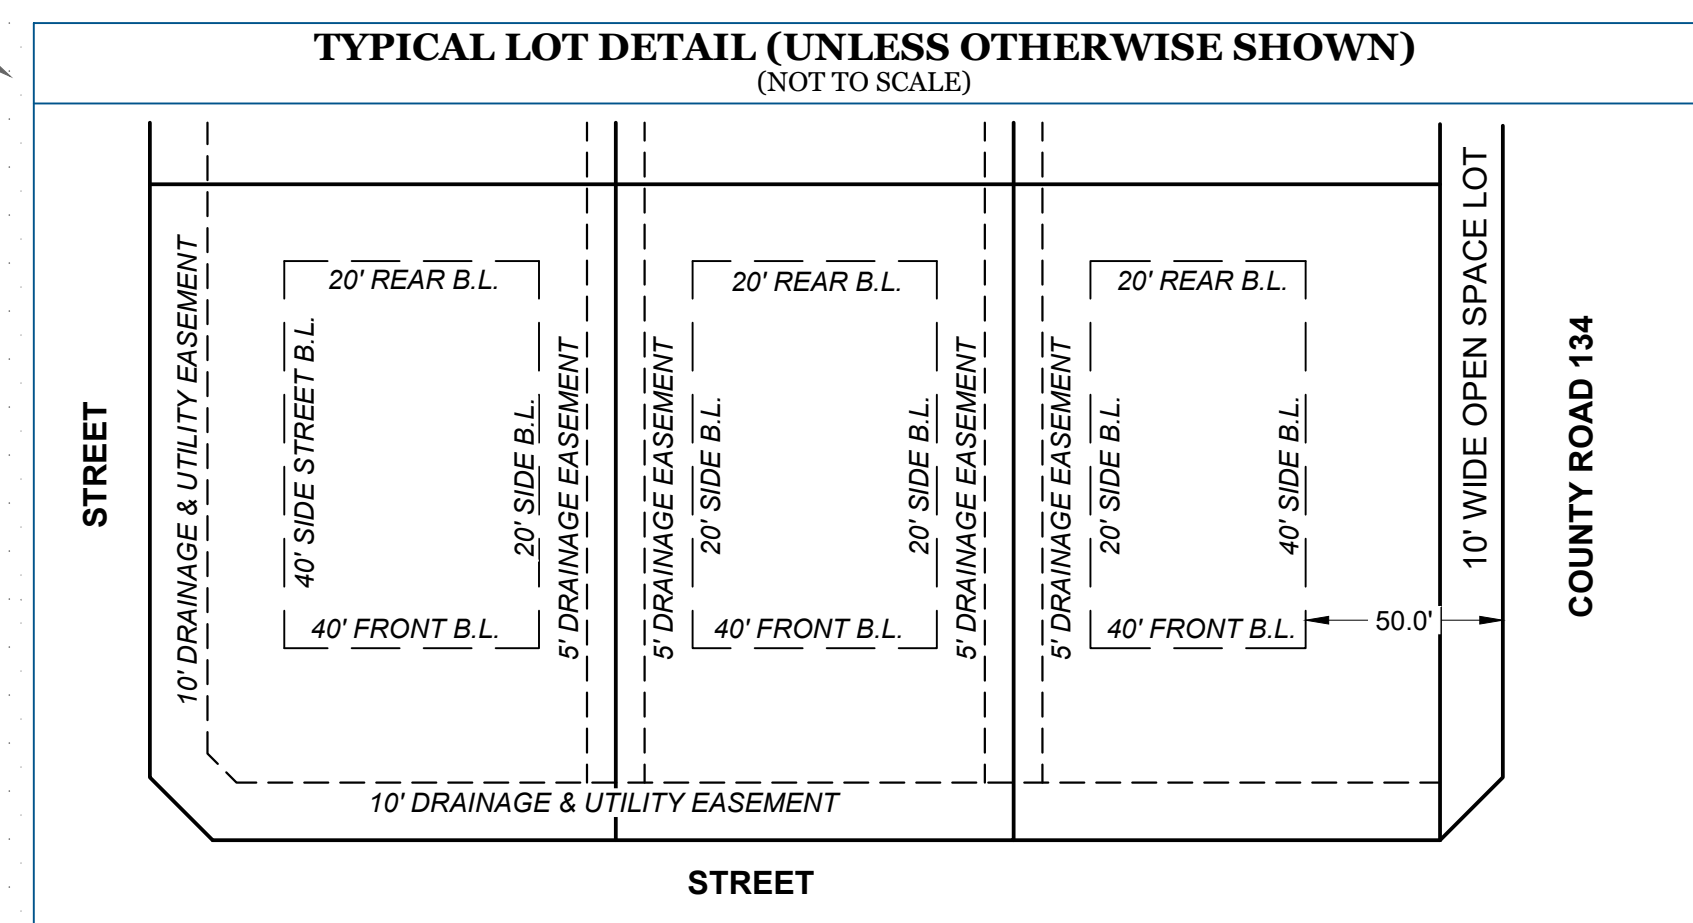 TYPICAL LOT DETAIL (UNLESS OTHERWISE SHOWN)
(NOT TO SCALE)
STREET
10' DRAINAGE & UTILITY EASEMENT
20' REAR B.L.
40' SIDE STREET B.L.
20' SIDE B.L.
40' FRONT B.L.
5' DRAINAGE EASEMENT
5' DRAINAGE EASEMENT
20' REAR B.L.
20' SIDE B.L.
20' SIDE B.L.
40' FRONT B.L.
5' DRAINAGE EASEMENT
5' DRAINAGE EASEMENT
20' REAR B.L.
20' SIDE B.L.
40' SIDE B.L.
40' FRONT B.L.
50.0'
10' WIDE OPEN SPACE LOT
COUNTY ROAD 134
10' DRAINAGE & UTILITY EASEMENT
STREET